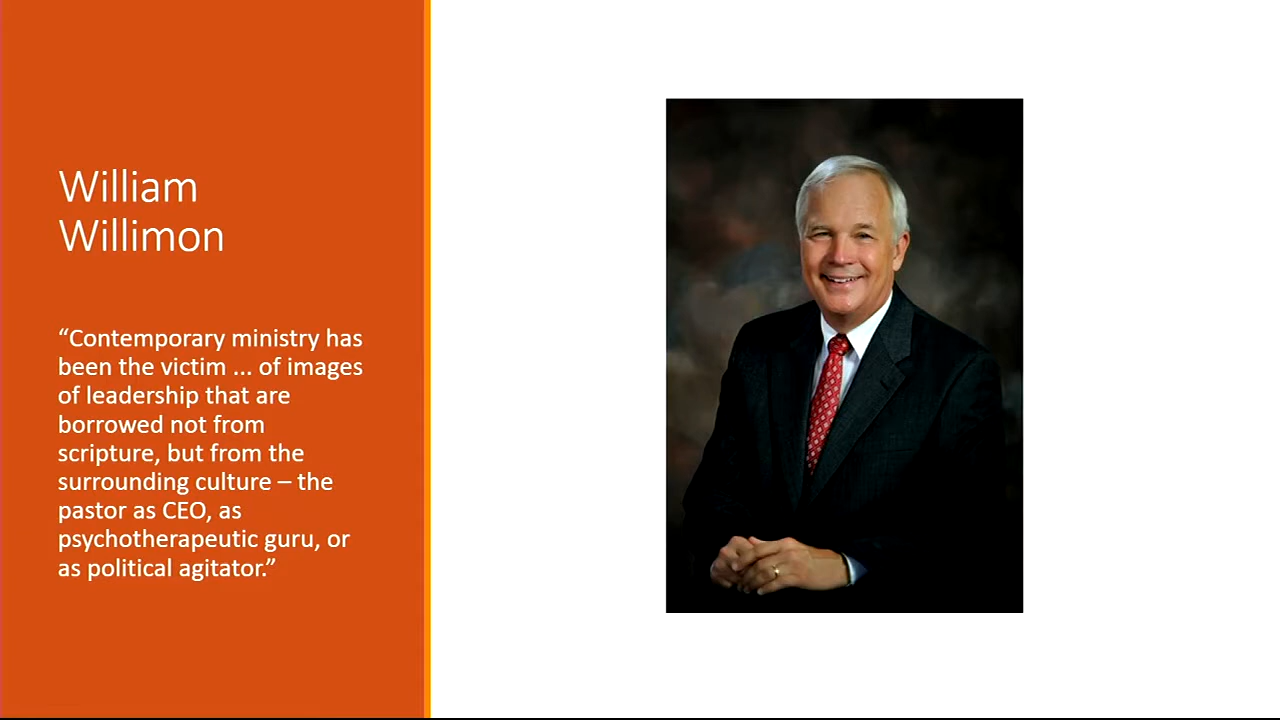 William
Willimon
“Contemporary ministry has
been the victim ... of images
of leadership that are
borrowed not from
scripture, but from the
surrounding culture – the
pastor as CEO, as
psychotherapeutic guru, or
as political agitator.”